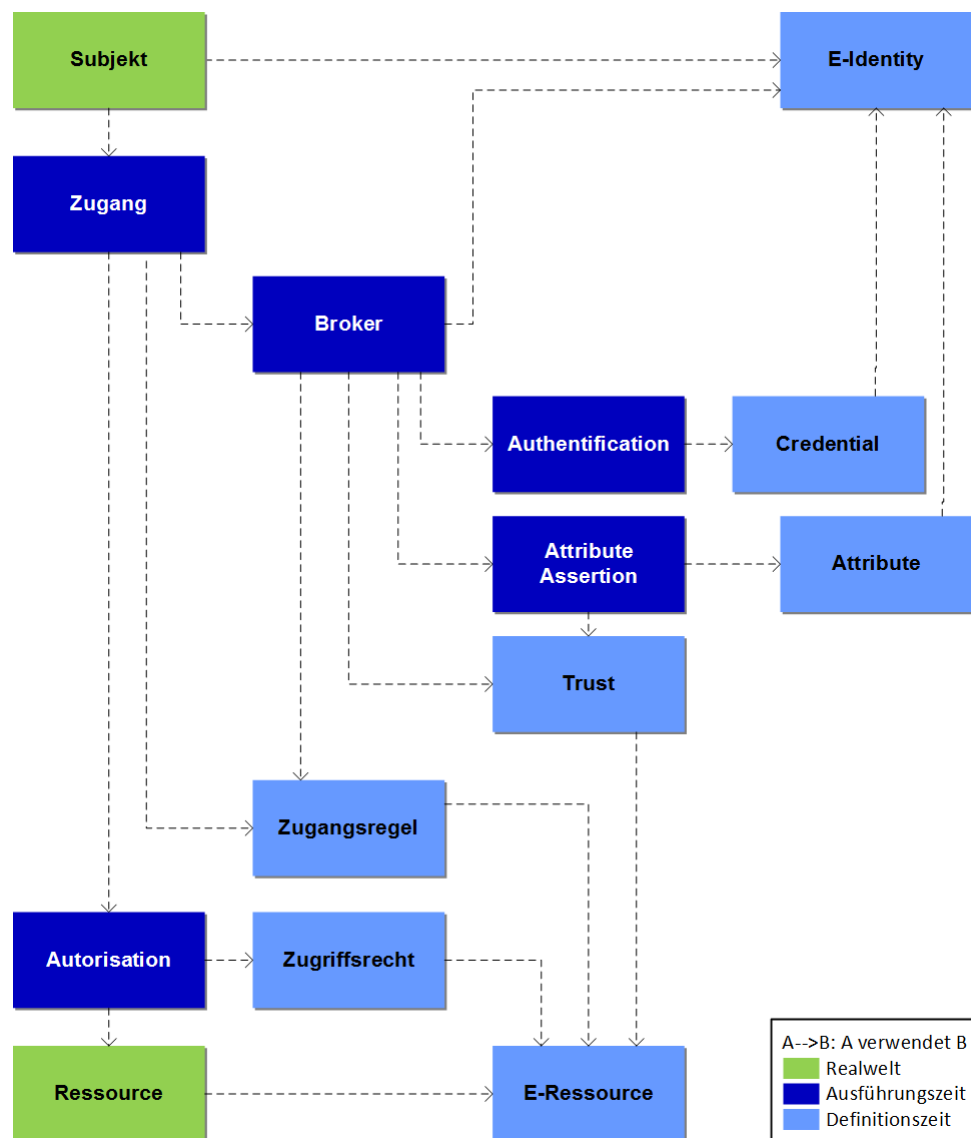 Subjekt
E-Identity
Zugang
Broker
Authentification
Credential
Attribute
Assertion
Attribute
Trust
Zugangsregel
Autorisation
Zugriffsrecht
Ressource
E-Ressource
A-->B: A verwendet B
Realwelt
Ausführungszeit
Definitionszeit